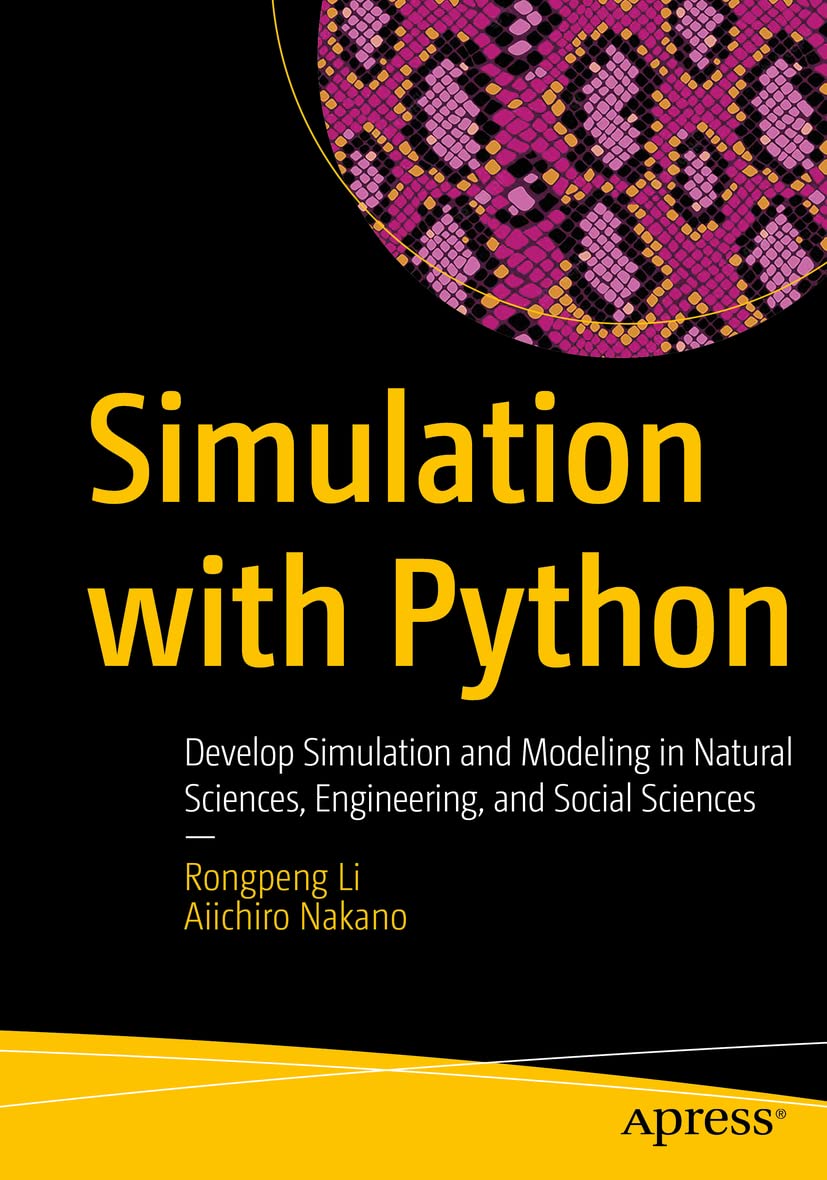 Simulation
with Python
Develop Simulation and Modeling in Natural
Sciences, Engineering, and Social Sciences
—
Rongpeng Li
Aiichiro Nakano
Apress®